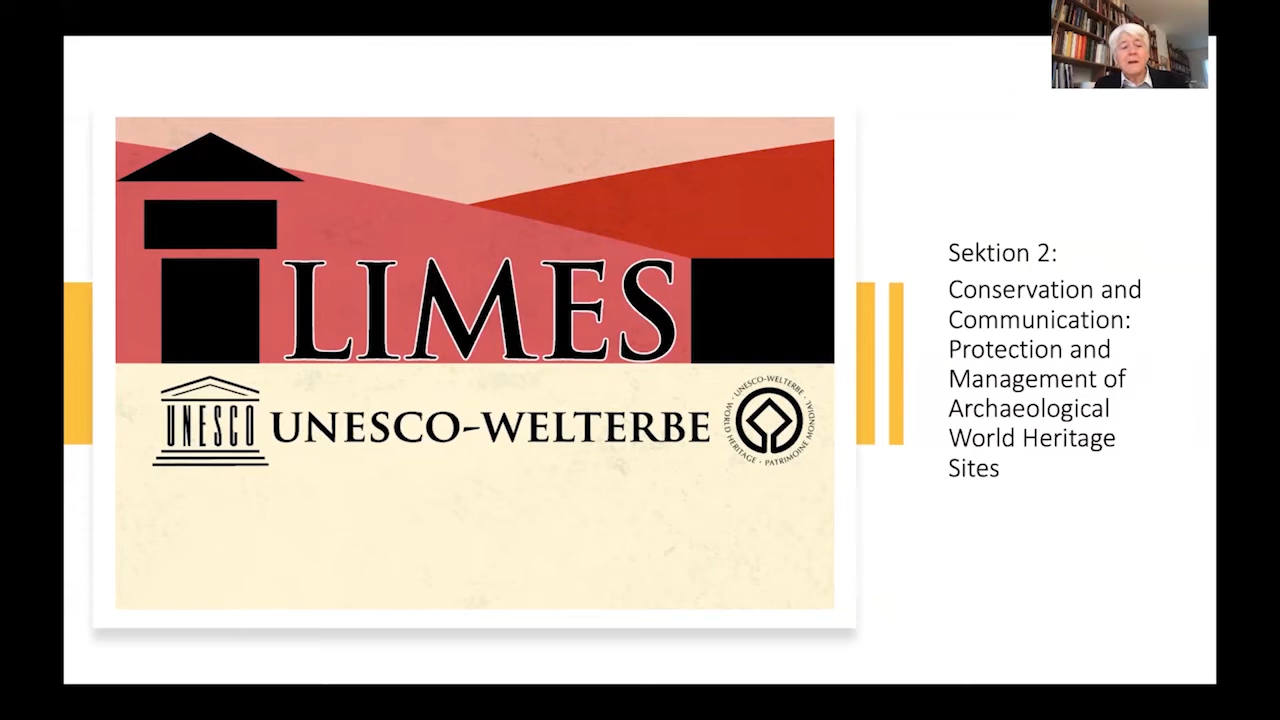 LIMES
UNESCO
UNESCO-WELTERBE
· UNESCO-WELTERBE · WORLD HERITAGE · PATRIMOINE MONDIAL
Sektion 2:
Conservation and
Communication:
Protection and
Management of
Archaeological
World Heritage
Sites